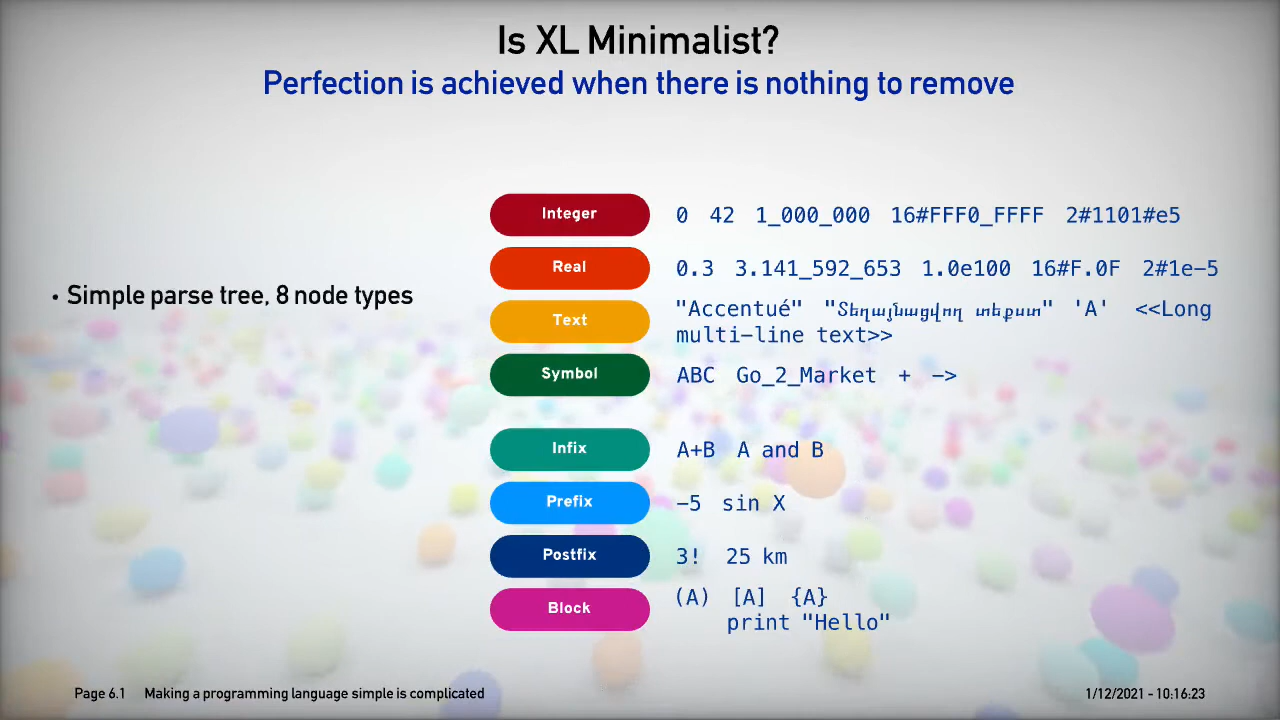 Is XL Minimalist?
Perfection is achieved when there is nothing to remove
• Simple parse tree, 8 node types
Integer 0 42 1_000_000 16#FFF0_FFFF 2#1101#e5
Real 0.3 3.141_592_653 1.0e100 16#F.0F 2#1e-5
Text "Accentué" "Տեղայնացվող տեքստ" 'A' <<Long
multi-line text>>
Symbol ABC Go_2_Market + ->
Infix A+B A and B
Prefix -5 sin X
Postfix 3! 25 km
Block (A) [A] {A}
print "Hello"
Page 6.1 Making a programming language simple is complicated 1/12/2021 - 10:16:23